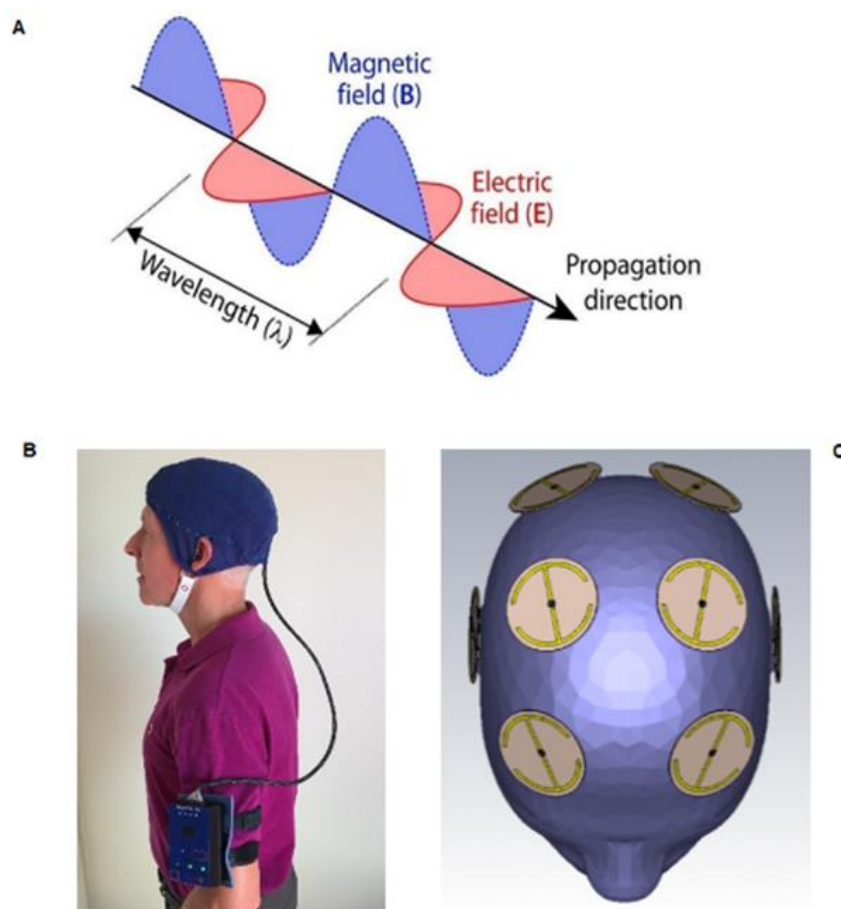 A
Magnetic
field (B)
Electric
field (E)
Propagation
direction
Wavelength (λ)
B
C